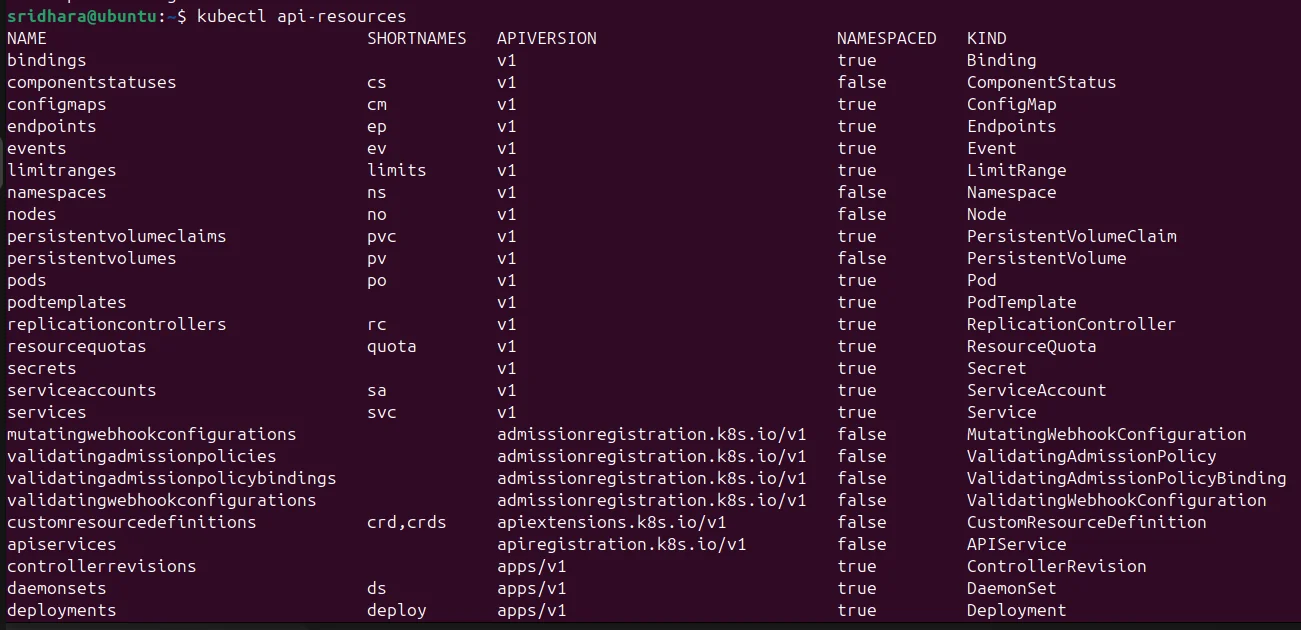 sridhara@ubuntu:~$ kubectl api-resources
NAME SHORTNAMES APIVERSION NAMESPACED KIND
bindings v1 true Binding
componentstatuses cs v1 false ComponentStatus
configmaps cm v1 true ConfigMap
endpoints ep v1 true Endpoints
events ev v1 true Event
limitranges limits v1 true LimitRange
namespaces ns v1 false Namespace
nodes no v1 false Node
persistentvolumeclaims pvc v1 true PersistentVolumeClaim
persistentvolumes pv v1 false PersistentVolume
pods po v1 true Pod
podtemplates v1 true PodTemplate
replicationcontrollers rc v1 true ReplicationController
resourcequotas quota v1 true ResourceQuota
secrets v1 true Secret
serviceaccounts sa v1 true ServiceAccount
services svc v1 true Service
mutatingwebhookconfigurations admissionregistration.k8s.io/v1 false MutatingWebhookConfiguration
validatingadmissionpolicies admissionregistration.k8s.io/v1 false ValidatingAdmissionPolicy
validatingadmissionpolicybindings admissionregistration.k8s.io/v1 false ValidatingAdmissionPolicyBinding
validatingwebhookconfigurations admissionregistration.k8s.io/v1 false ValidatingWebhookConfiguration
customresourcedefinitions crd,crds apiextensions.k8s.io/v1 false CustomResourceDefinition
apiservices apiregistration.k8s.io/v1 false APIService
controllerrevisions apps/v1 true ControllerRevision
daemonsets ds apps/v1 true DaemonSet
deployments deploy apps/v1 true Deployment